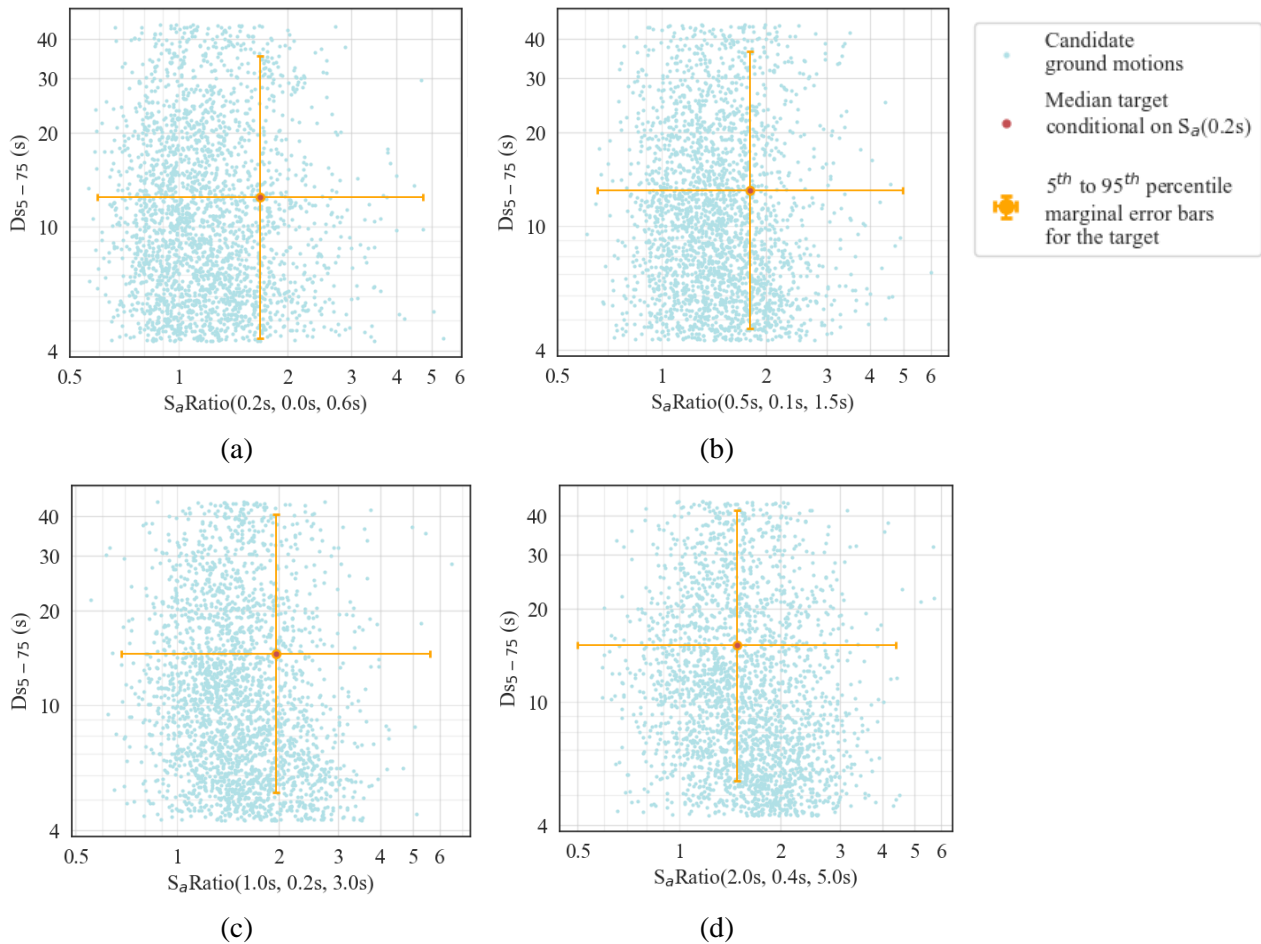 40
30
20
10
4
Ds5 − 75 (s)
0.5 1 2 3 4 5 6
SaRatio(0.2s, 0.0s, 0.6s)
(a)
40
30
20
10
4
Ds5 − 75 (s)
0.5 1 2 3 4 5 6
SaRatio(0.5s, 0.1s, 1.5s)
(b)
Candidate
ground motions
Median target
conditional on Sa(0.2s)
5th to 95th percentile
marginal error bars
for the target
40
30
20
10
4
Ds5 − 75 (s)
0.5 1 2 3 4 5 6
SaRatio(1.0s, 0.2s, 3.0s)
(c)
40
30
20
10
4
Ds5 − 75 (s)
0.5 1 2 3 4 5 6
SaRatio(2.0s, 0.4s, 5.0s)
(d)